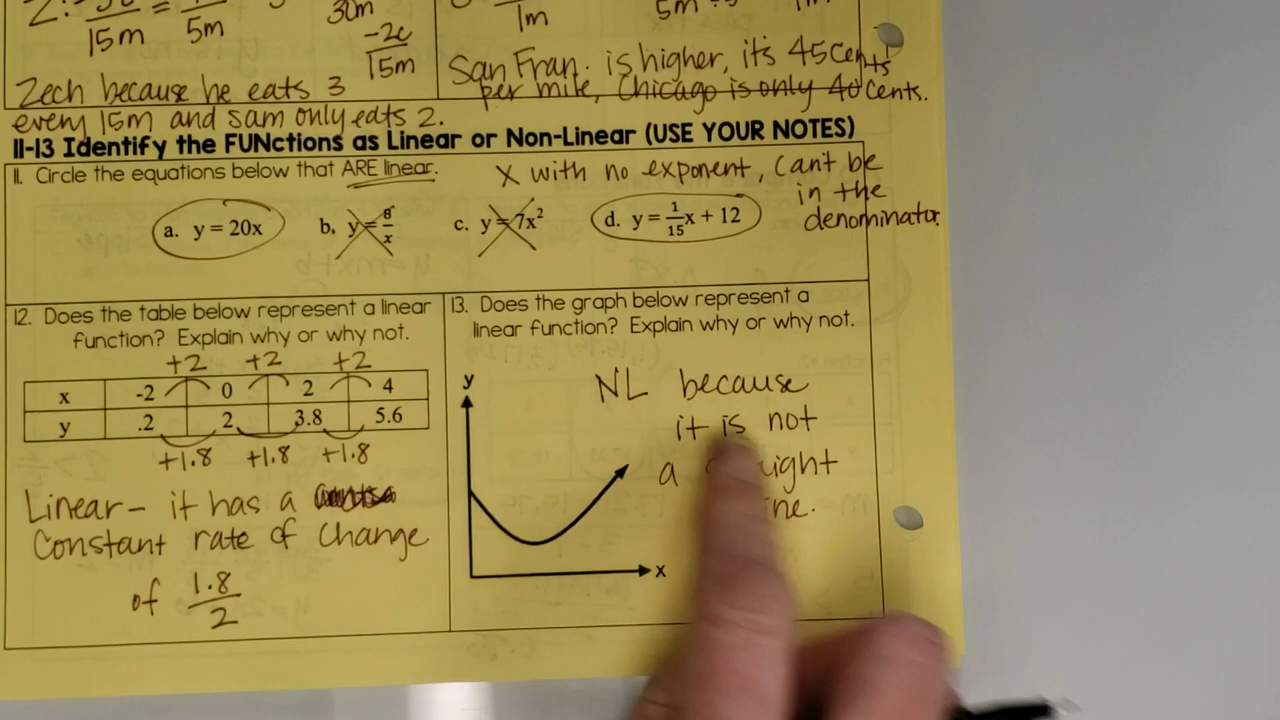 15m 5m
30m
-2c
15m
1m
5m
Zech because he eats 3
every 15m and sam only eats 2.
San Fran. is higher, it's 45 cents
per mile, Chicago is only 40 cents.
11-13 Identify the FUNctions as Linear or Non-Linear (USE YOUR NOTES)
11. Circle the equations below that ARE linear.
X with no exponent, can't be
in the
denominator.
a. y = 20x b. y = 8/x c. y = 7x² d. y = 1/15 x + 12
12. Does the table below represent a linear
function? Explain why or why not.
+2 +2 +2
x -2 0 2 4
y .2 2 3.8 5.6
+1.8 +1.8 +1.8
Linear – it has a
constant rate of change
of 1.8/2
13. Does the graph below represent a
linear function? Explain why or why not.
y
NL because
it is not
a
x